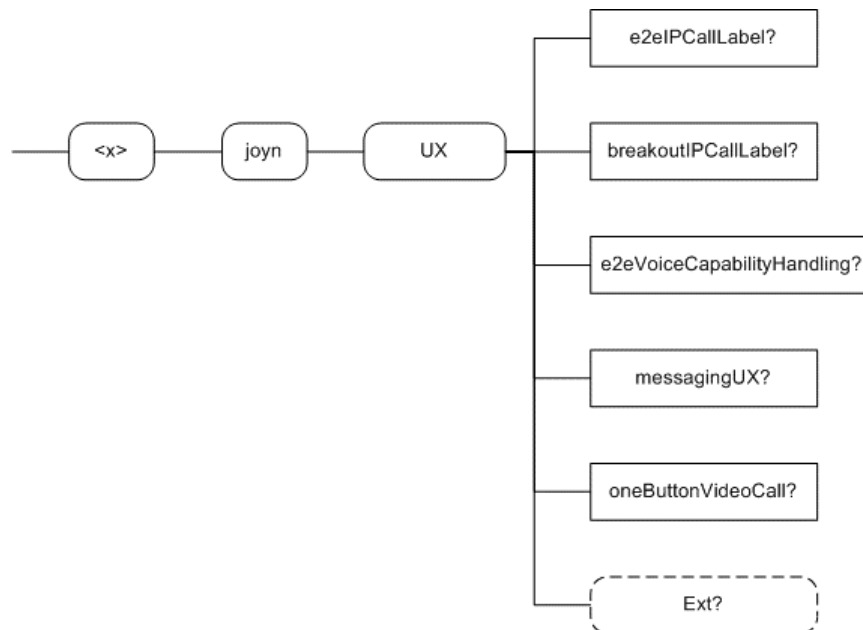 e2eIPCallLabel?
<x>
joyn
UX
breakoutIPCallLabel?
e2eVoiceCapabilityHandling?
messagingUX?
oneButtonVideoCall?
Ext?